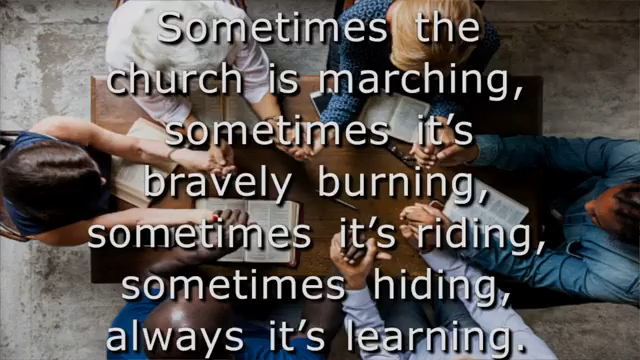 Sometimes the
church is marching,
sometimes it's
bravely burning,
sometimes it's riding,
sometimes hiding,
always it's learning.